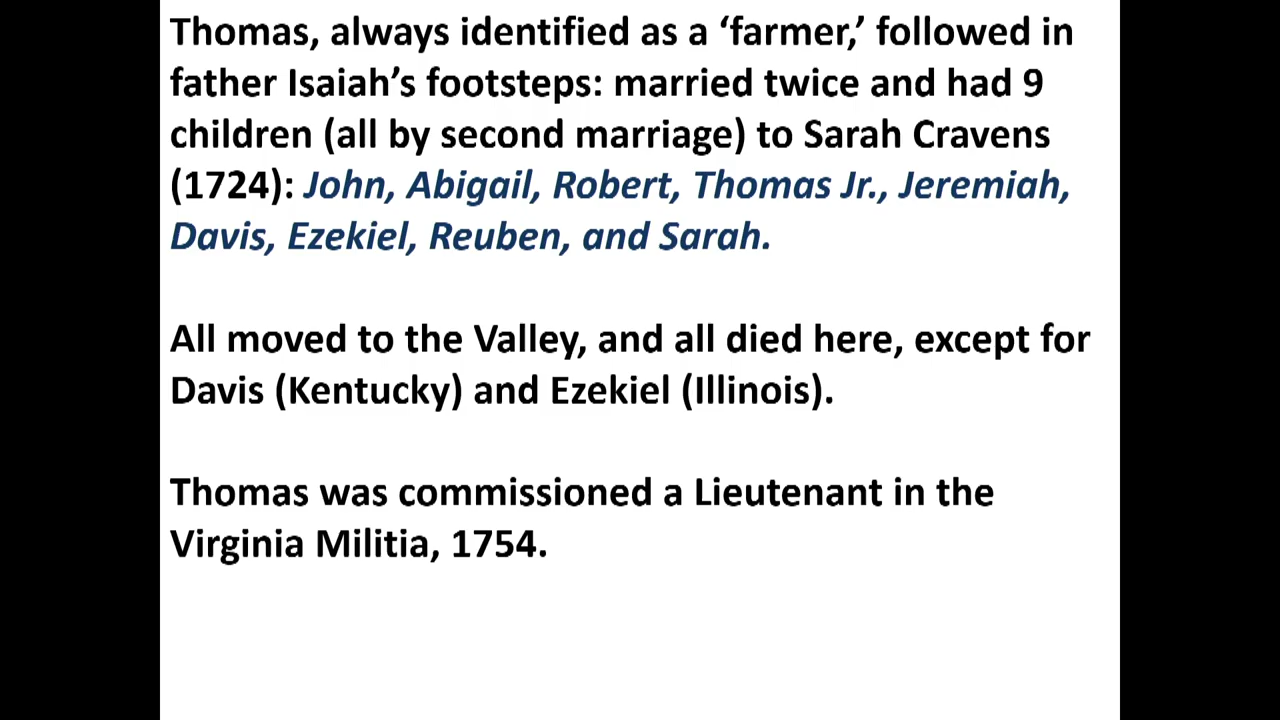 Thomas, always identified as a ‘farmer,’ followed in
father Isaiah’s footsteps: married twice and had 9
children (all by second marriage) to Sarah Cravens
(1724): John, Abigail, Robert, Thomas Jr., Jeremiah,
Davis, Ezekiel, Reuben, and Sarah.
All moved to the Valley, and all died here, except for
Davis (Kentucky) and Ezekiel (Illinois).
Thomas was commissioned a Lieutenant in the
Virginia Militia, 1754.